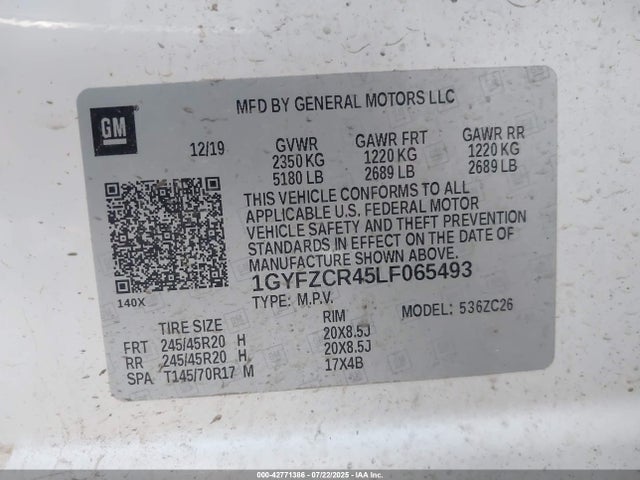 GM
MFD BY GENERAL MOTORS LLC
12/19
GVWR GAWR FRT GAWR RR
2350 KG 1220 KG 1220 KG
5180 LB 2689 LB 2689 LB
THIS VEHICLE CONFORMS TO ALL
APPLICABLE U.S. FEDERAL MOTOR
VEHICLE SAFETY AND THEFT PREVENTION
STANDARDS IN EFFECT ON THE DATE OF
MANUFACTURE SHOWN ABOVE.
1GYFZCR45LF065493
140X
TYPE: M.P.V. MODEL: 536ZC26
TIRE SIZE RIM
FRT 245/45R20 H 20X8.5J
RR 245/45R20 H 20X8.5J
SPA T145/70R17 M 17X4B
000-42771386 - 07/22/2025 - IAA Inc.